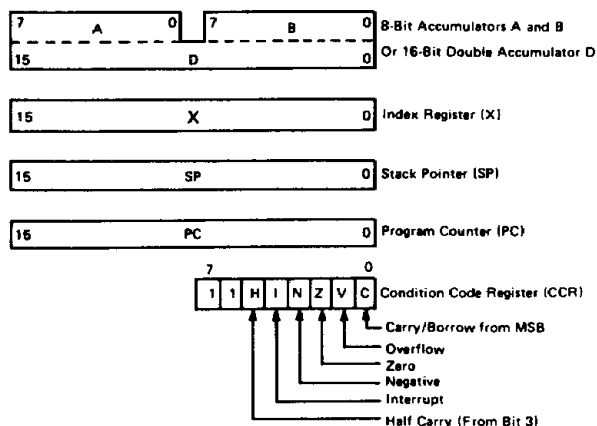 7 A 0 7 B 0 8-Bit Accumulators A and B
15 D 0 Or 16-Bit Double Accumulator D
15 X 0 Index Register (X)
15 SP 0 Stack Pointer (SP)
15 PC 0 Program Counter (PC)
7 0
1 1 H I N Z V C Condition Code Register (CCR)
Carry/Borrow from MSB
Overflow
Zero
Negative
Interrupt
Half Carry (From Bit 3)